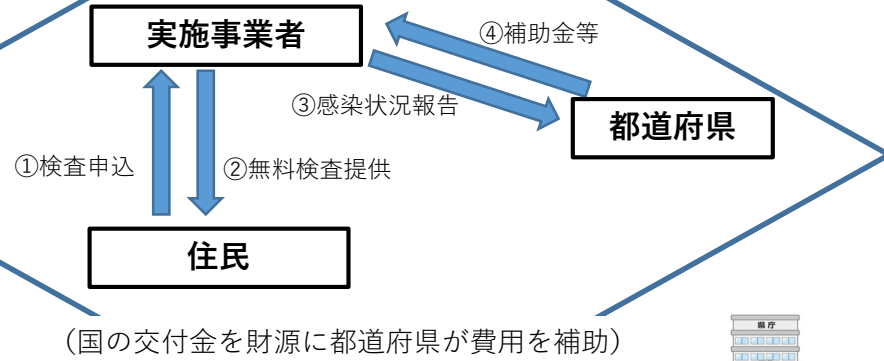 実施事業者
④補助金等
③感染状況報告
都道府県
①検査申込
②無料検査提供
住民
（国の交付金を財源に都道府県が費用を補助）
県庁